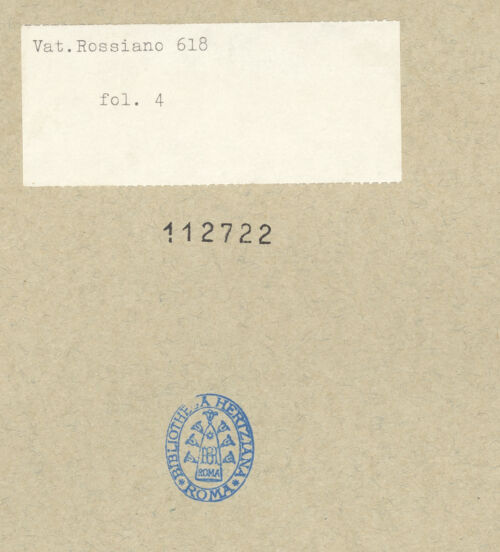 Vat.Rossiano 618
fol. 4
112722
BIBLIOTHECA HERTZIANA
ROMA
* ROMA *